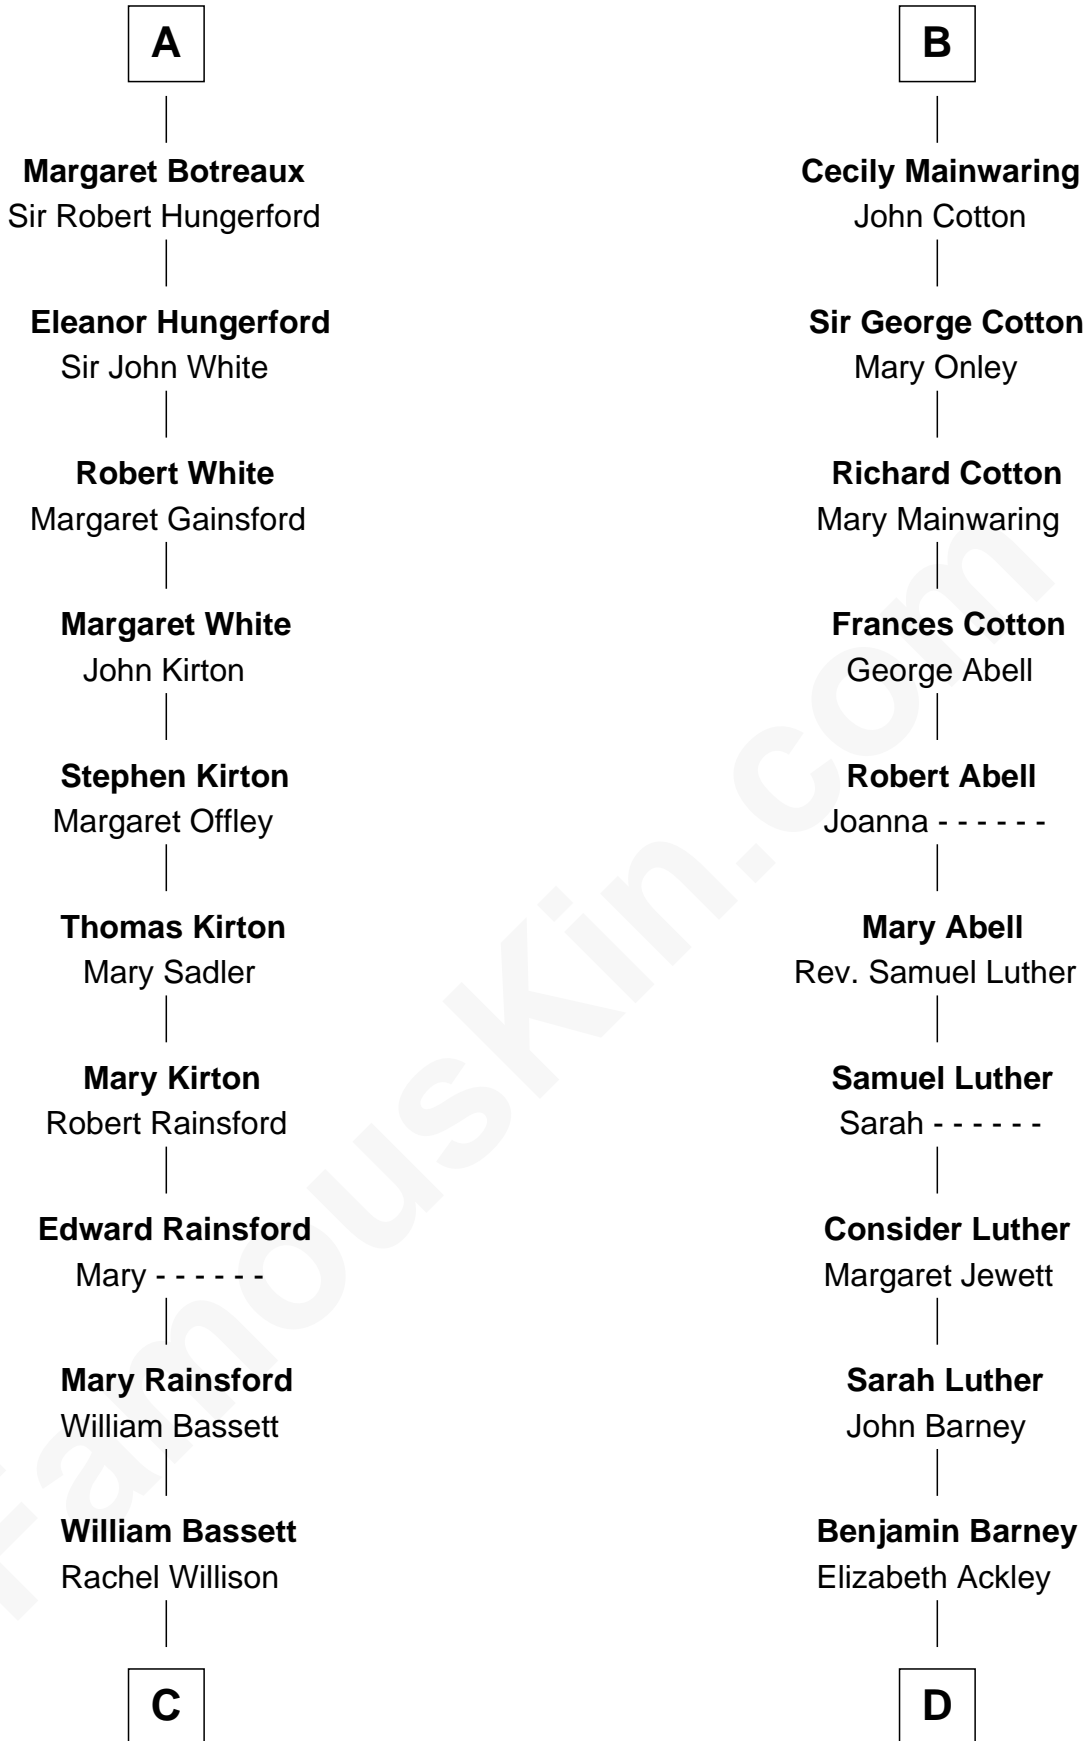 A
Margaret Botreaux
Sir Robert Hungerford
Eleanor Hungerford
Sir John White
Robert White
Margaret Gainsford
Margaret White
John Kirton
Stephen Kirton
Margaret Offley
Thomas Kirton
Mary Sadler
Mary Kirton
Robert Rainsford
Edward Rainsford
Mary - - - - - -
Mary Rainsford
William Bassett
William Bassett
Rachel Willison
C
B
Cecily Mainwaring
John Cotton
Sir George Cotton
Mary Onley
Richard Cotton
Mary Mainwaring
Frances Cotton
George Abell
Robert Abell
Joanna - - - - - -
Mary Abell
Rev. Samuel Luther
Samuel Luther
Sarah - - - - - -
Consider Luther
Margaret Jewett
Sarah Luther
John Barney
Benjamin Barney
Elizabeth Ackley
D
FamousKin.com